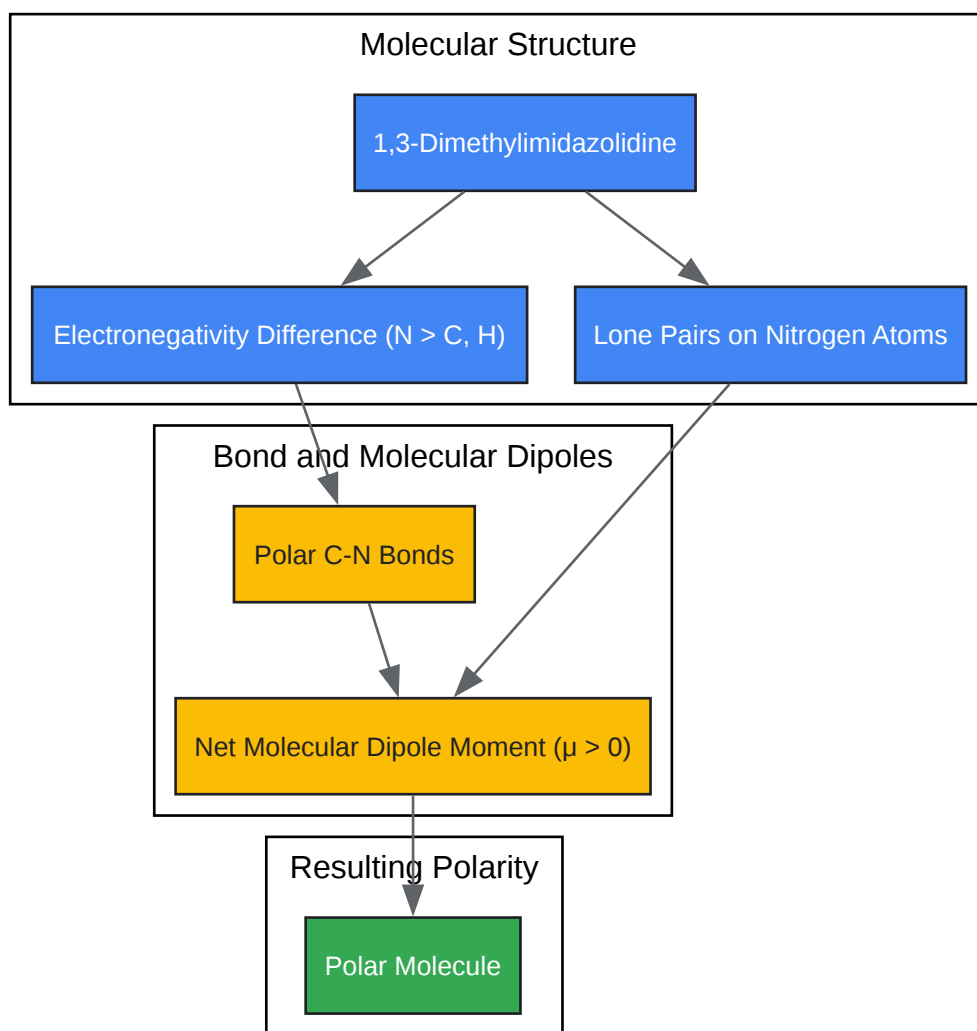 Molecular Structure
1,3-Dimethylimidazolidine
Electronegativity Difference (N > C, H)
Lone Pairs on Nitrogen Atoms
Bond and Molecular Dipoles
Polar C-N Bonds
Net Molecular Dipole Moment (μ > 0)
Resulting Polarity
Polar Molecule